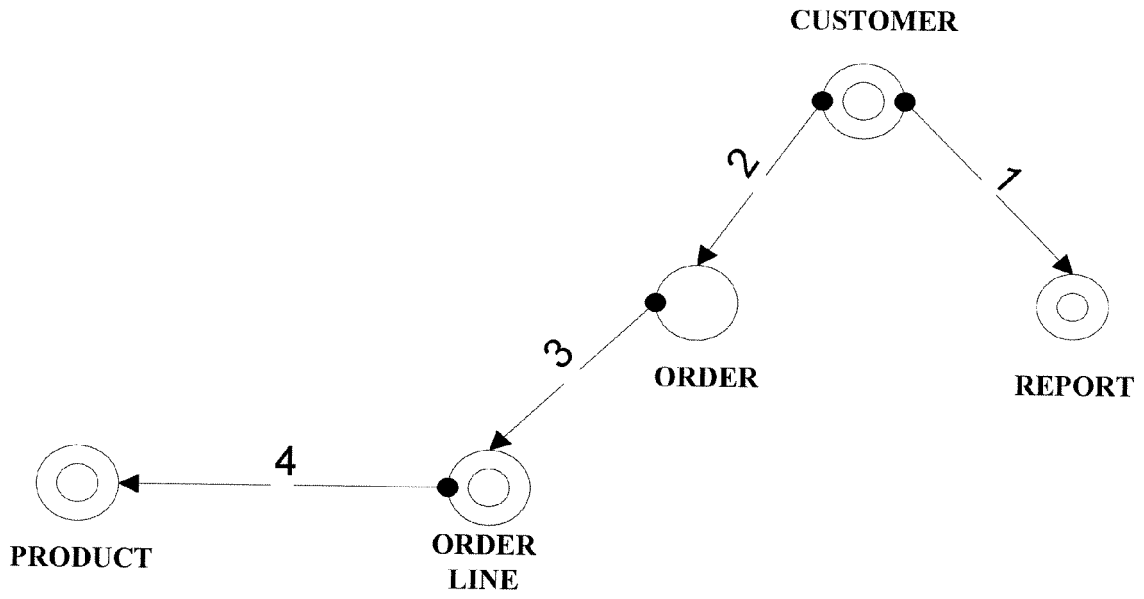 CUSTOMER
2
1
3
ORDER
REPORT
4
PRODUCT
ORDER
LINE